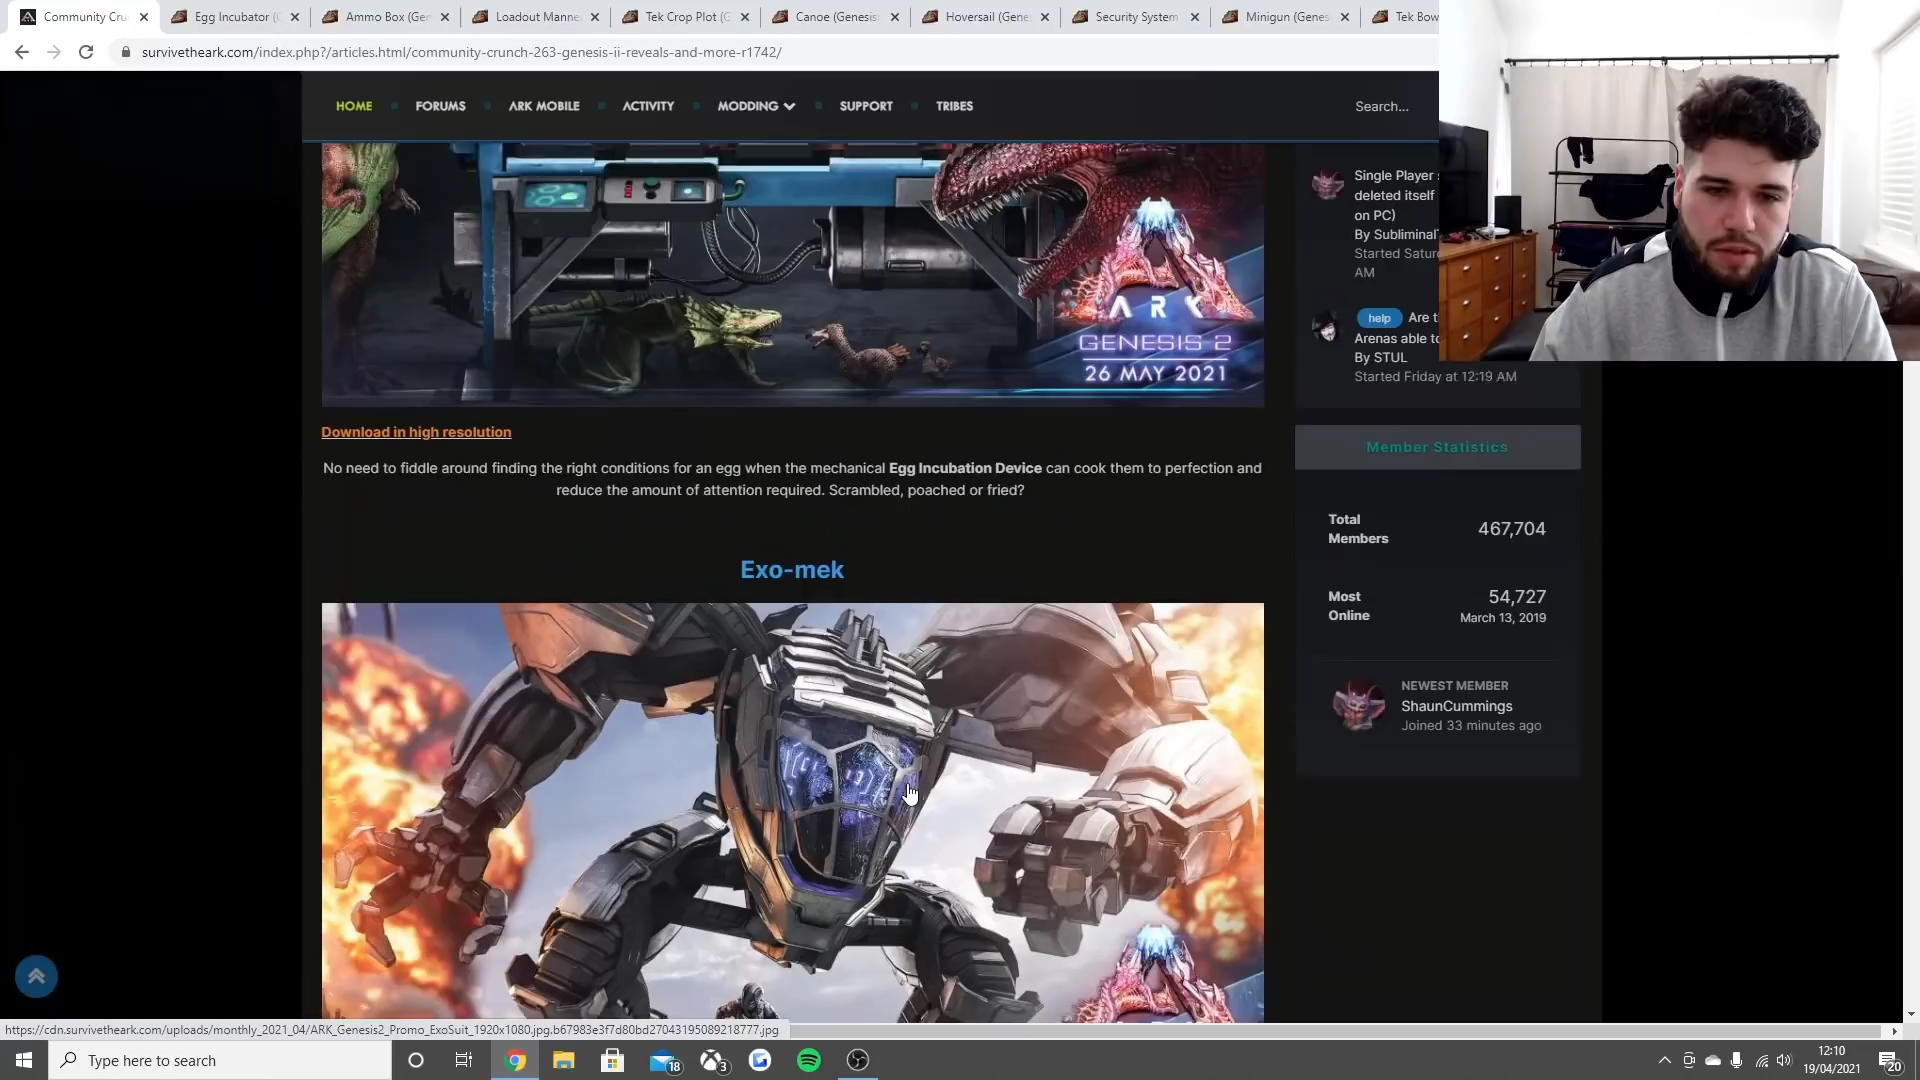 Community Cru
Egg Incubator (
Ammo Box (Gen
Loadout Manne
Tek Crop Plot (G
Canoe (Genesis
Hoversail (Gene
Security System
Minigun (Genes
Tek Bow
survivetheark.com/index.php?/articles.html/community-crunch-263-genesis-ii-reveals-and-more-r1742/
HOME
FORUMS
ARK MOBILE
ACTIVITY
MODDING
SUPPORT
TRIBES
Search...
ARK
GENESIS 2
26 MAY 2021
Download in high resolution
No need to fiddle around finding the right conditions for an egg when the mechanical Egg Incubation Device can cook them to perfection and
reduce the amount of attention required. Scrambled, poached or fried?
Exo-mek
Single Player
deleted itself
on PC)
By Subliminal
Started Satur
AM
help Are t
Arenas able to
By STUL
Started Friday at 12:19 AM
Member Statistics
Total
Members
467,704
Most
Online
54,727
March 13, 2019
NEWEST MEMBER
ShaunCummings
Joined 33 minutes ago
https://cdn.survivetheark.com/uploads/monthly_2021_04/ARK_Genesis2_Promo_ExoSuit_1920x1080.jpg.b67983e3f7d80bd27043195089218777.jpg
Type here to search
18
3
12:10
19/04/2021
20